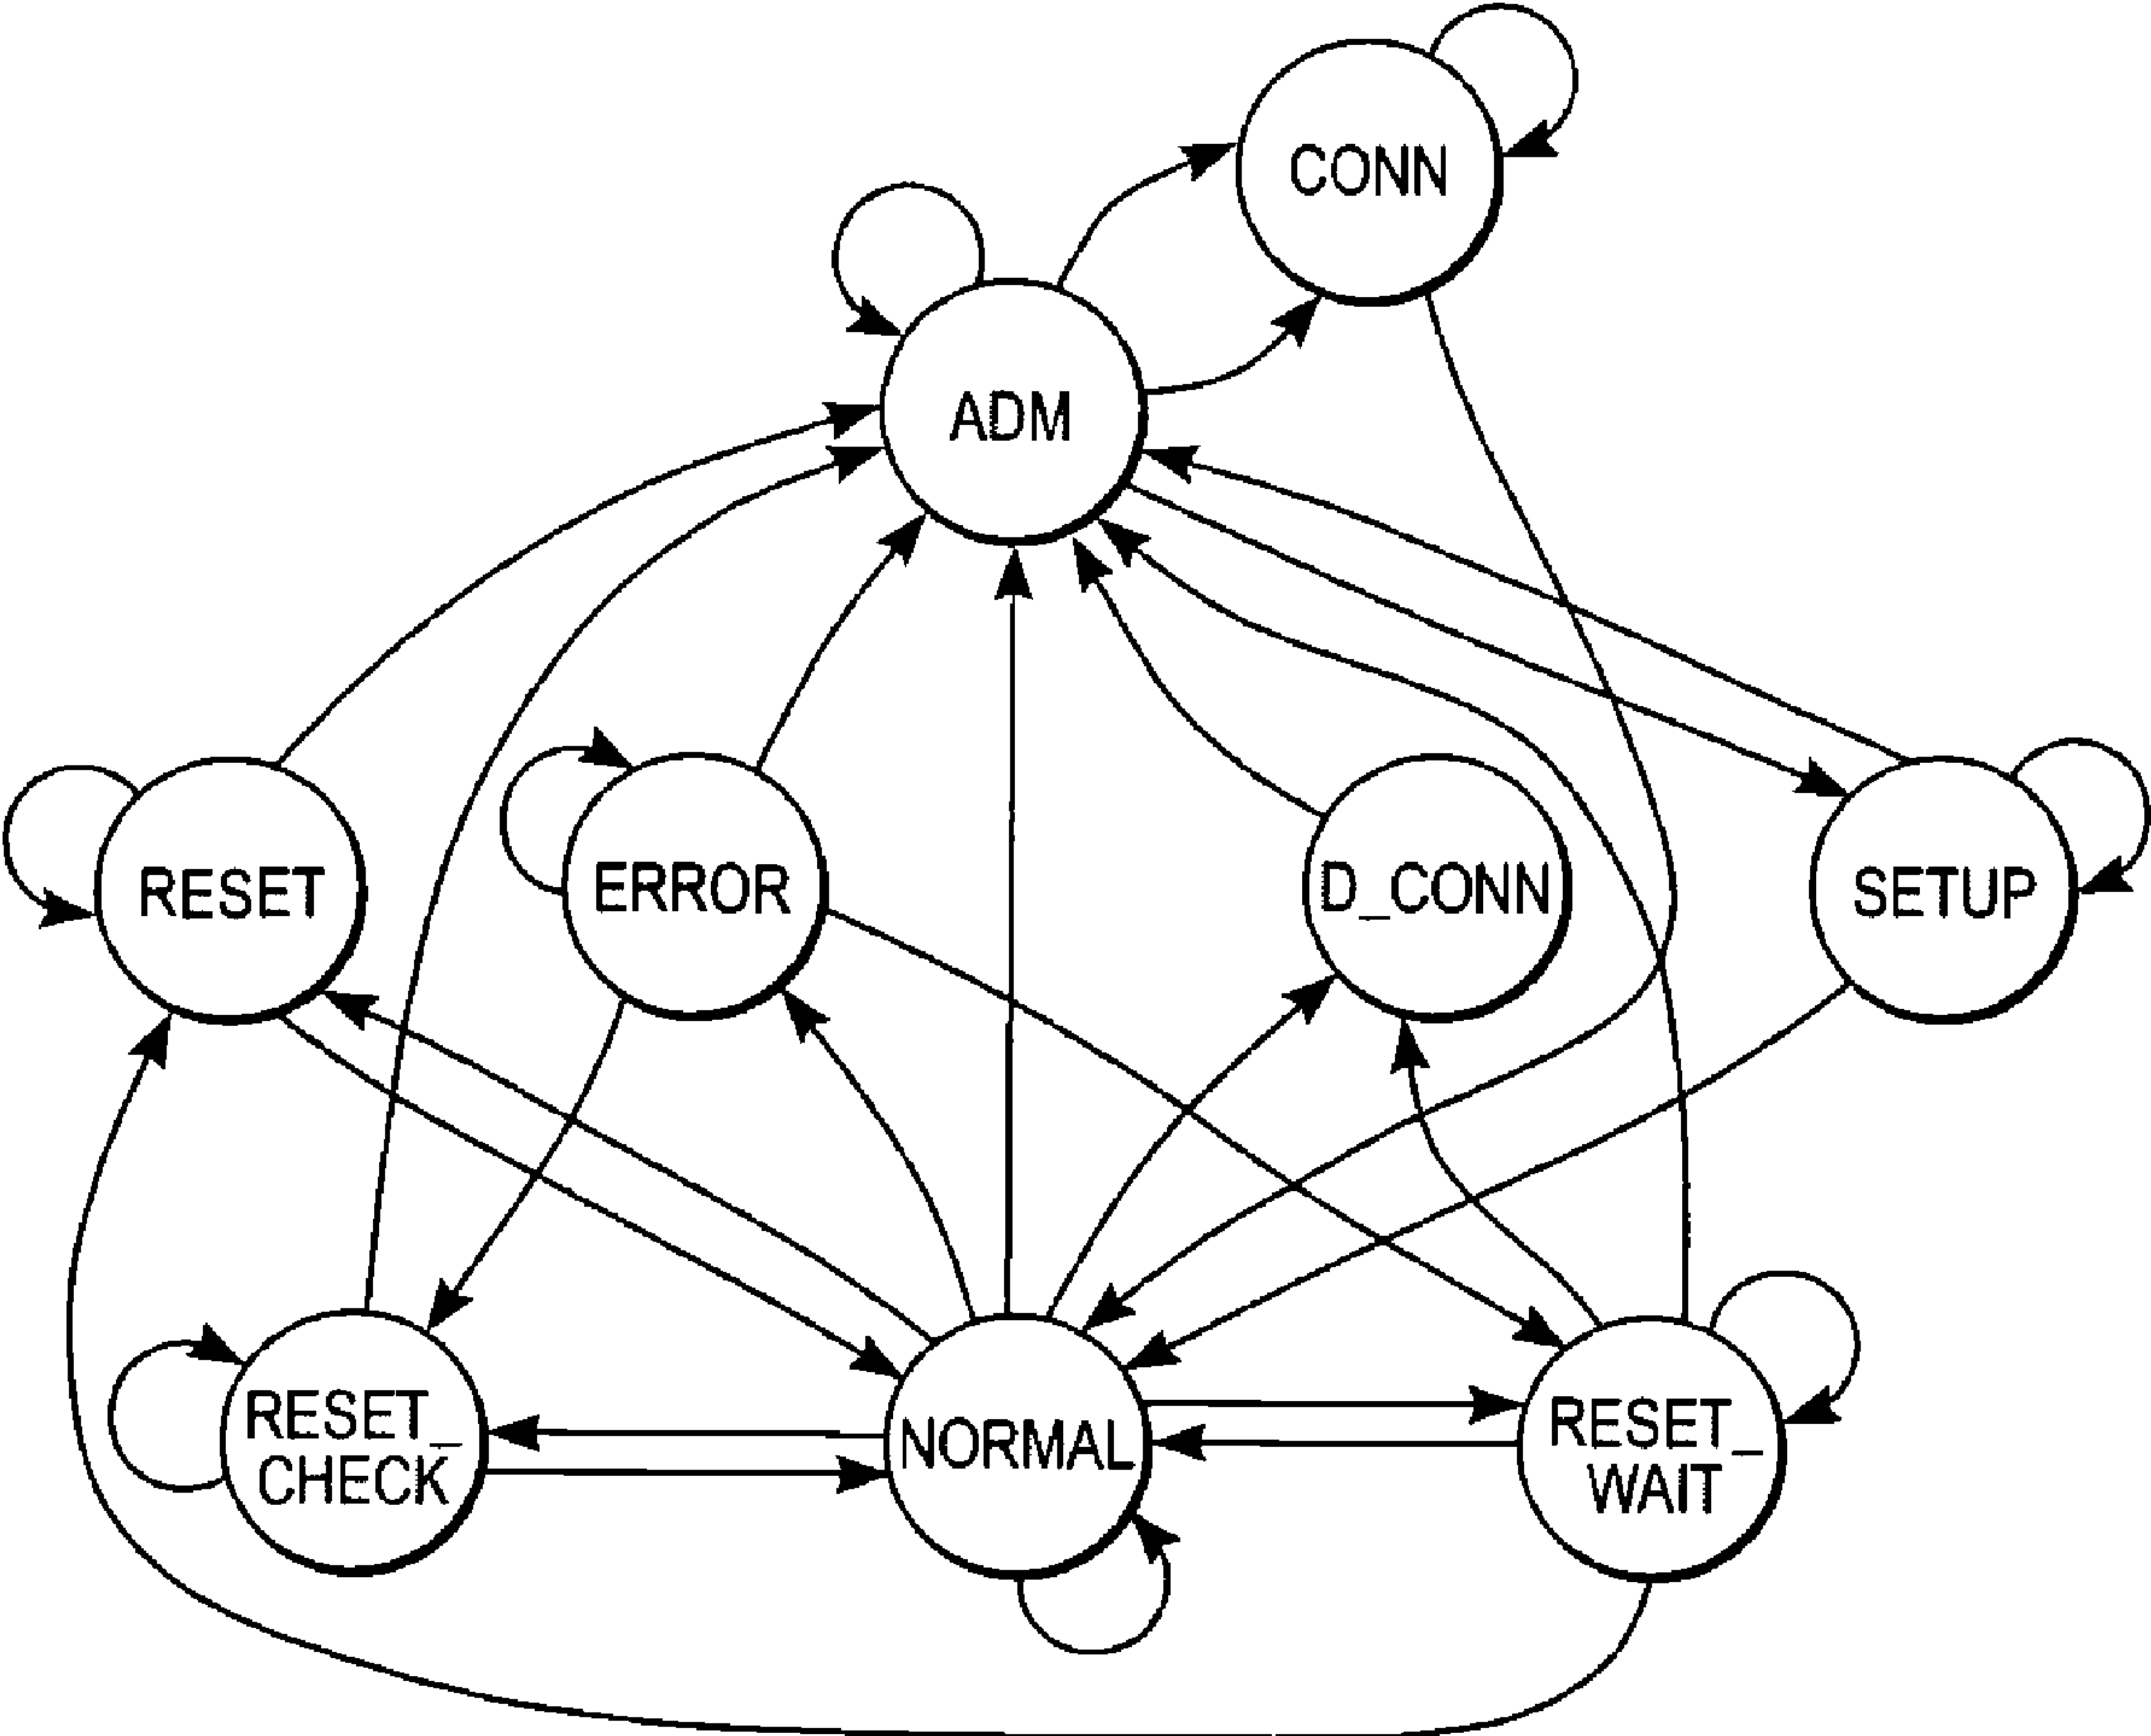 CONN
ADM
RESET
ERROR
D_CONN
SETUP
RESET_
CHECK
NORMAL
RESET_
WAIT